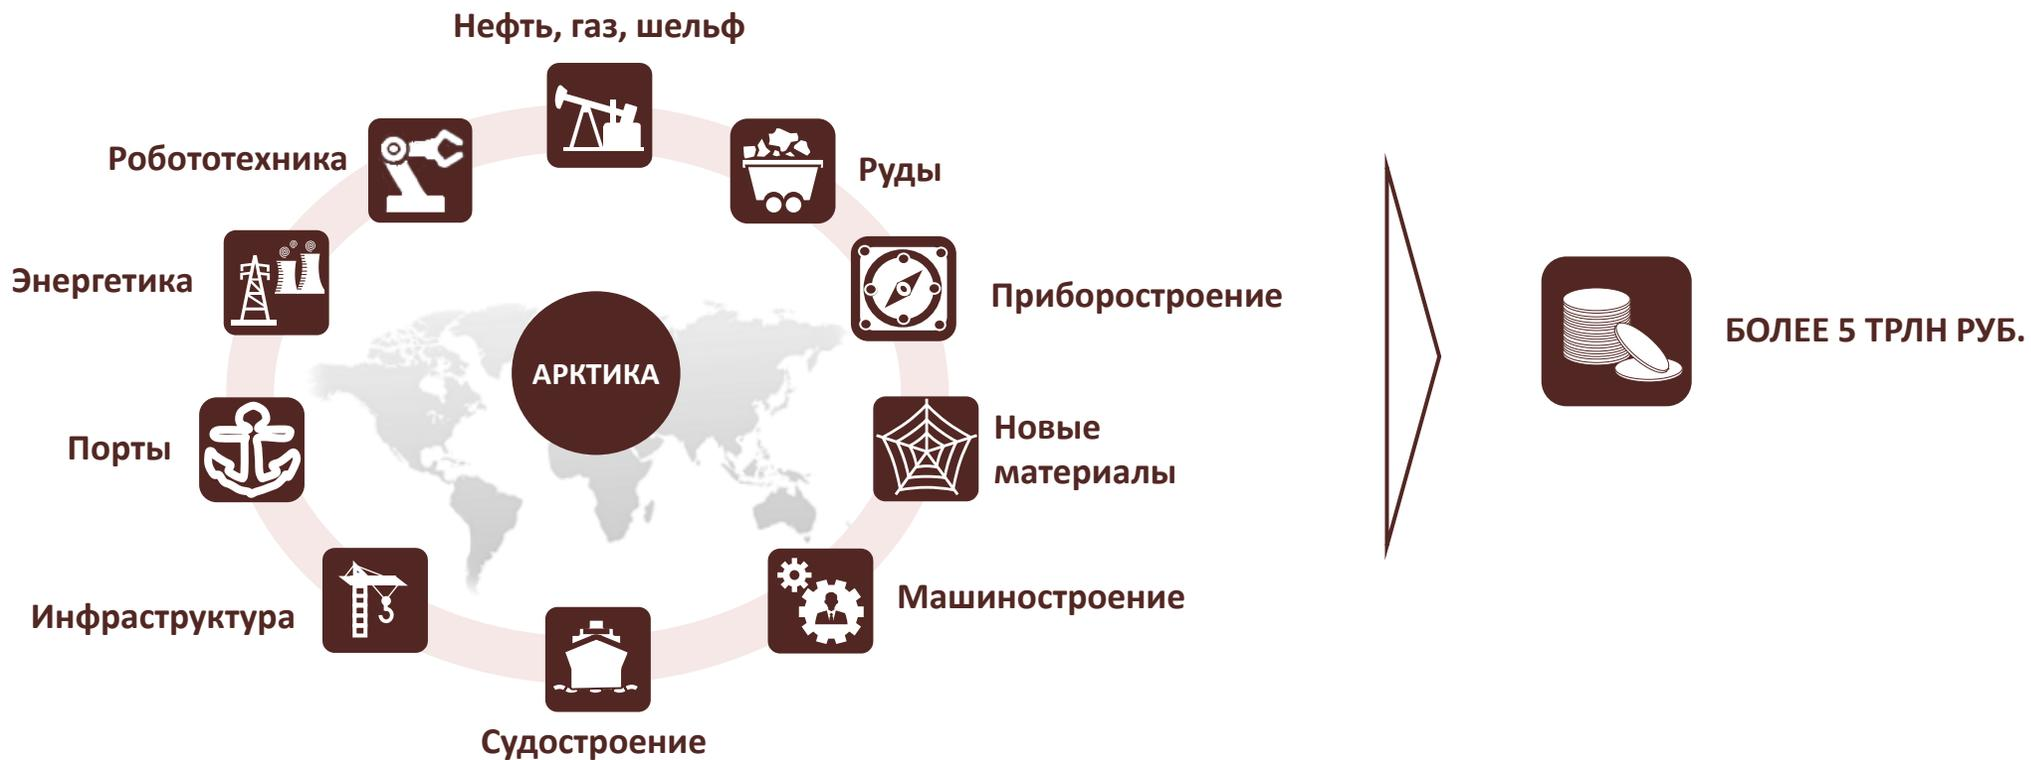 Нефть, газ, шельф
Робототехника
Руды
Энергетика
Приборостроение
БОЛЕЕ 5 ТРЛН РУБ.
АРКТИКА
Порты
Новые
материалы
Инфраструктура
Машиностроение
Судостроение